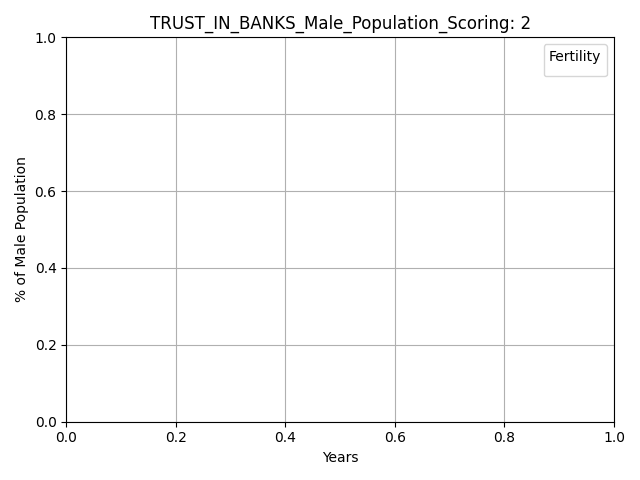 TRUST_IN_BANKS_Male_Population_Scoring: 2
Fertility
1.0
0.8
0.6
0.4
0.2
0.0
% of Male Population
0.0 0.2 0.4 0.6 0.8 1.0
Years